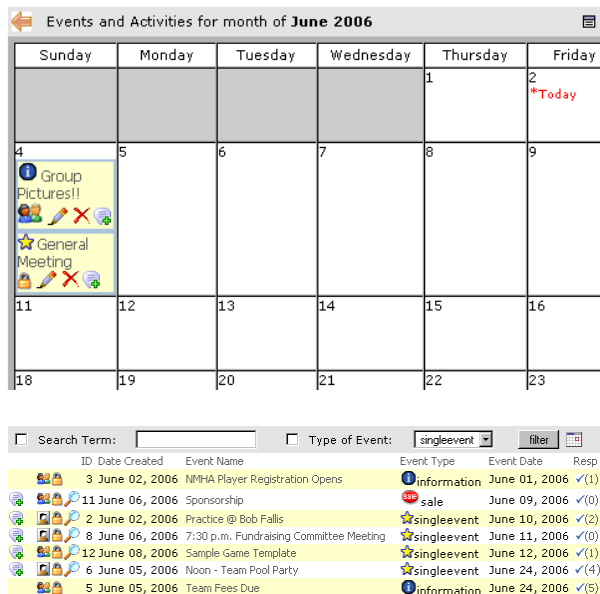 Events and Activities for month of June 2006
Sunday Monday Tuesday Wednesday Thursday Friday
1 2
*Today
4 5 6 7 8 9
Group
Pictures!!
General
Meeting
11 12 13 14 15 16
18 19 20 21 22 23
Search Term: Type of Event: singleevent filter
ID Date Created Event Name Event Type Event Date Resp
3 June 02, 2006 NMHA Player Registration Opens information June 01, 2006 (1)
11 June 09, 2006 Sponsorship sale sale June 09, 2006 (0)
2 June 02, 2006 Practice @ Bob Fallis singleevent June 10, 2006 (2)
8 June 06, 2006 7:30 p.m. Fundraising Committee Meeting singleevent June 11, 2006 (0)
12 June 08, 2006 Sample Game Template singleevent June 12, 2006 (1)
6 June 05, 2006 Noon - Team Pool Party singleevent June 24, 2006 (4)
5 June 05, 2006 Team Fees Due information June 24, 2006 (5)